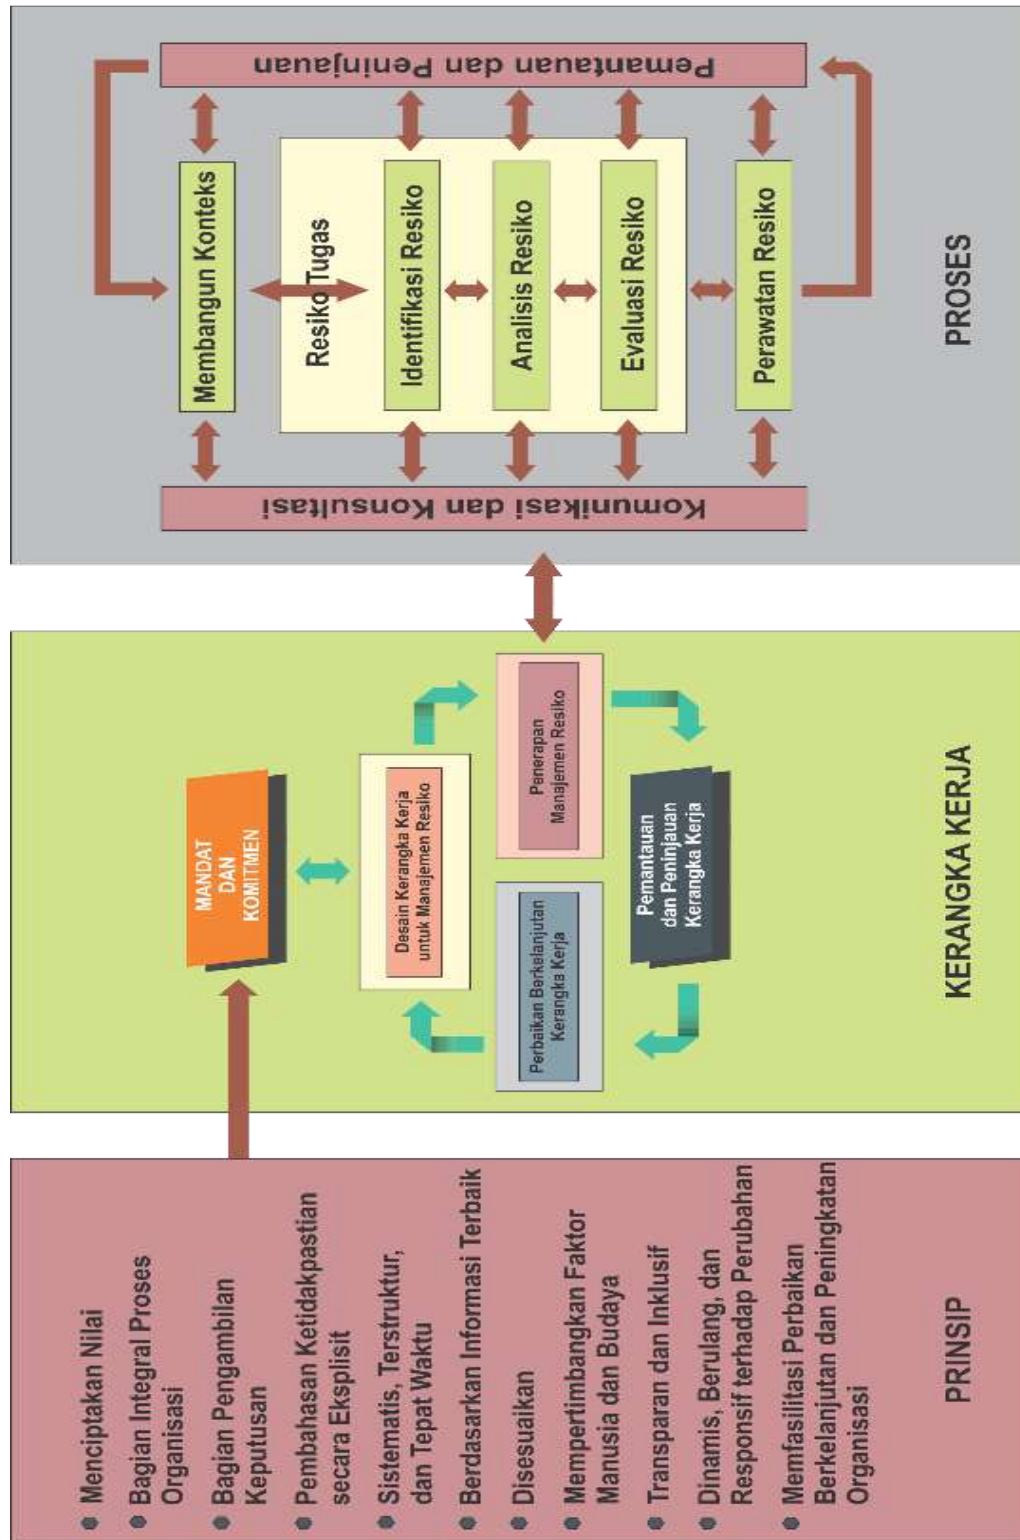 Menciptakan Nilai
Bagian Integral Proses
Organisasi
Bagian Pengambilan
Keputusan
Pembahasan Ketidakpastian
secara Eksplisit
Sistematis, Terstruktur,
dan Tepat Waktu
Berdasarkan Informasi Terbaik
Disesuaikan
Mempertimbangkan Faktor
Manusia dan Budaya
Transparan dan Inklusif
Dinamis, Berulang, dan
Responsif terhadap Perubahan
Memfasilitasi Perbaikan
Berkelanjutan dan Peningkatan
Organisasi
PRINSIP
MANDAT
DAN
KOMITMEN
Desain Kerangka Kerja
untuk Manajemen Resiko
Perbaikan Berkelanjutan
Kerangka Kerja
Penerapan
Manajemen Resiko
Pemantauan
dan Peninjauan
Kerangka Kerja
KERANGKA KERJA
Komunikasi dan Konsultasi
Membangun Konteks
Resiko Tugas
Identifikasi Resiko
Analisis Resiko
Evaluasi Resiko
Perawatan Resiko
Pemantauan dan Peninjauan
PROSES